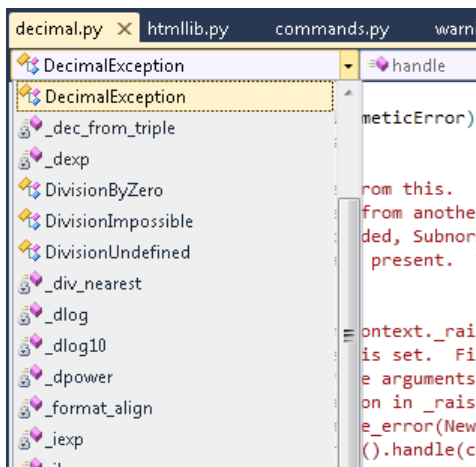 decimal.py htmllib.py commands.py warn
DecimalException handle
DecimalException
_dec_from_triple
_dexp
DivisionByZero
DivisionImpossible
DivisionUndefined
_div_nearest
_dlog
_dlog10
_dpower
_format_align
_iexp
meticError)
rom this.
from anothe
ded, Subnor
present.
ontext._rai
is set. Fi
e arguments
on in _rais
e_error(New
().handle(c